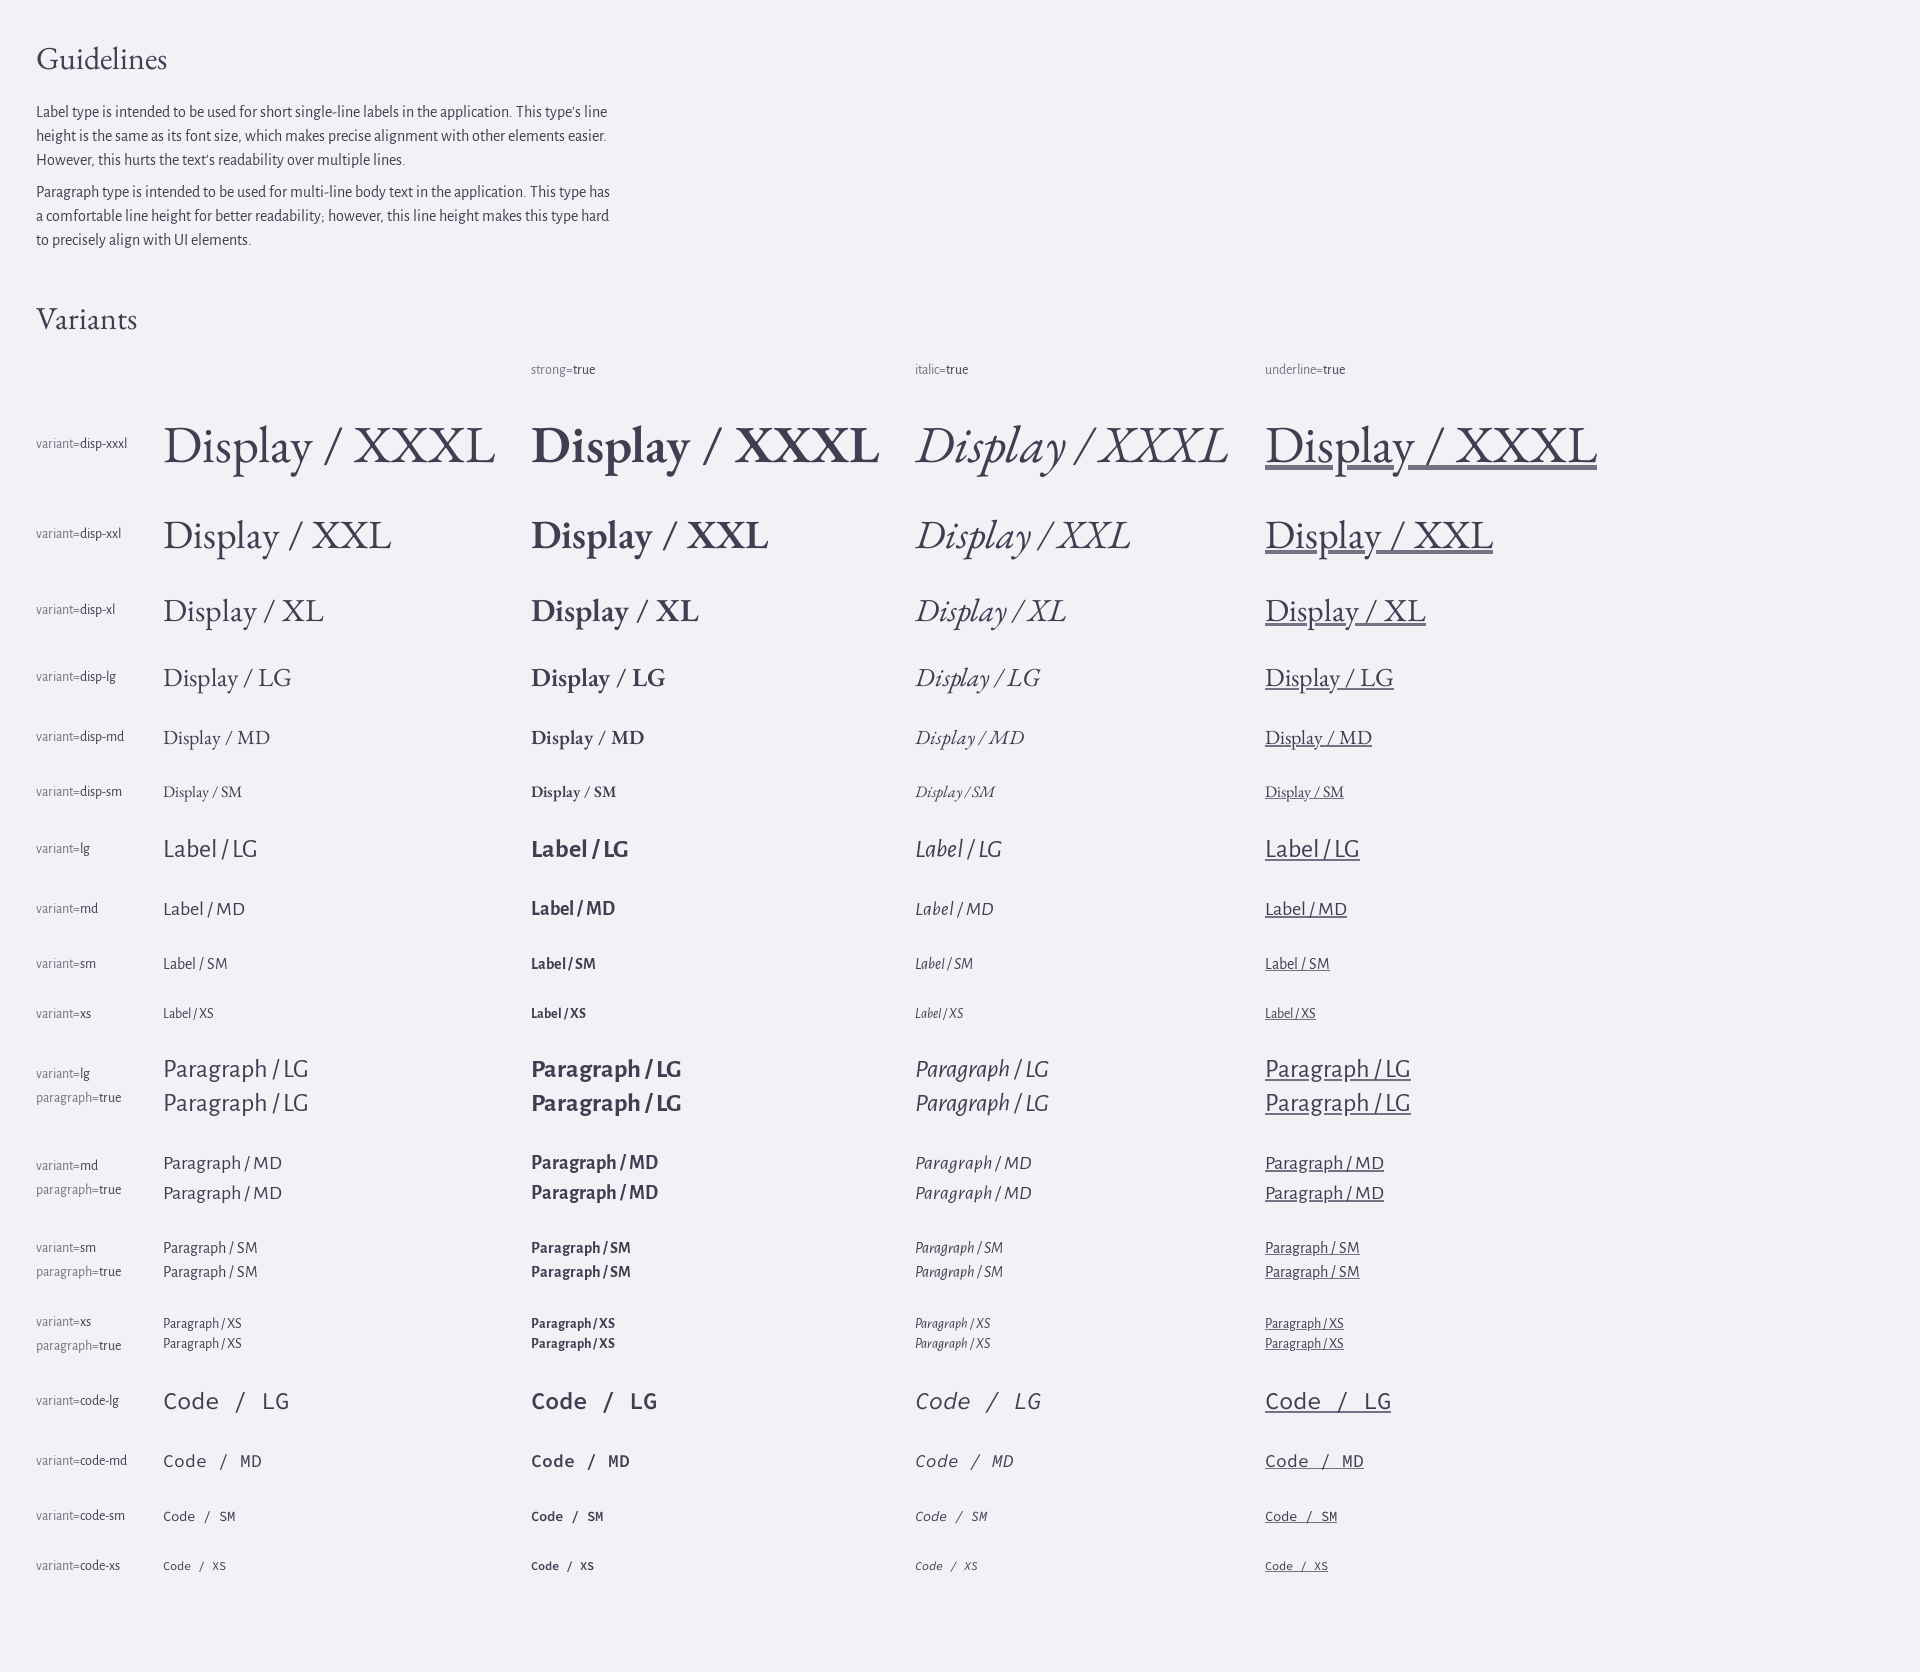 Guidelines
Label type is intended to be used for short single-line labels in the application. This type's line
height is the same as its font size, which makes precise alignment with other elements easier.
However, this hurts the text's readability over multiple lines.
Paragraph type is intended to be used for multi-line body text in the application. This type has
a comfortable line height for better readability; however, this line height makes this type hard
to precisely align with UI elements.
Variants
strong=true italic=true underline=true
variant=disp-xxxl Display / XXXL Display / XXXL Display / XXXL Display / XXXL
variant=disp-xxl Display / XXL Display / XXL Display / XXL Display / XXL
variant=disp-xl Display / XL Display / XL Display / XL Display / XL
variant=disp-lg Display / LG Display / LG Display / LG Display / LG
variant=disp-md Display / MD Display / MD Display / MD Display / MD
variant=disp-sm Display / SM Display / SM Display / SM Display / SM
variant=lg Label / LG Label / LG Label / LG Label / LG
variant=md Label / MD Label / MD Label / MD Label / MD
variant=sm Label / SM Label / SM Label / SM Label / SM
variant=xs Label / XS Label / XS Label / XS Label / XS
variant=lg Paragraph / LG Paragraph / LG Paragraph / LG Paragraph / LG
paragraph=true Paragraph / LG Paragraph / LG Paragraph / LG Paragraph / LG
variant=md Paragraph / MD Paragraph / MD Paragraph / MD Paragraph / MD
paragraph=true Paragraph / MD Paragraph / MD Paragraph / MD Paragraph / MD
variant=sm Paragraph / SM Paragraph / SM Paragraph / SM Paragraph / SM
paragraph=true Paragraph / SM Paragraph / SM Paragraph / SM Paragraph / SM
variant=xs Paragraph / XS Paragraph / XS Paragraph / XS Paragraph / XS
paragraph=true Paragraph / XS Paragraph / XS Paragraph / XS Paragraph / XS
variant=code-lg Code / LG Code / LG Code / LG Code / LG
variant=code-md Code / MD Code / MD Code / MD Code / MD
variant=code-sm Code / SM Code / SM Code / SM Code / SM
variant=code-xs Code / XS Code / XS Code / XS Code / XS